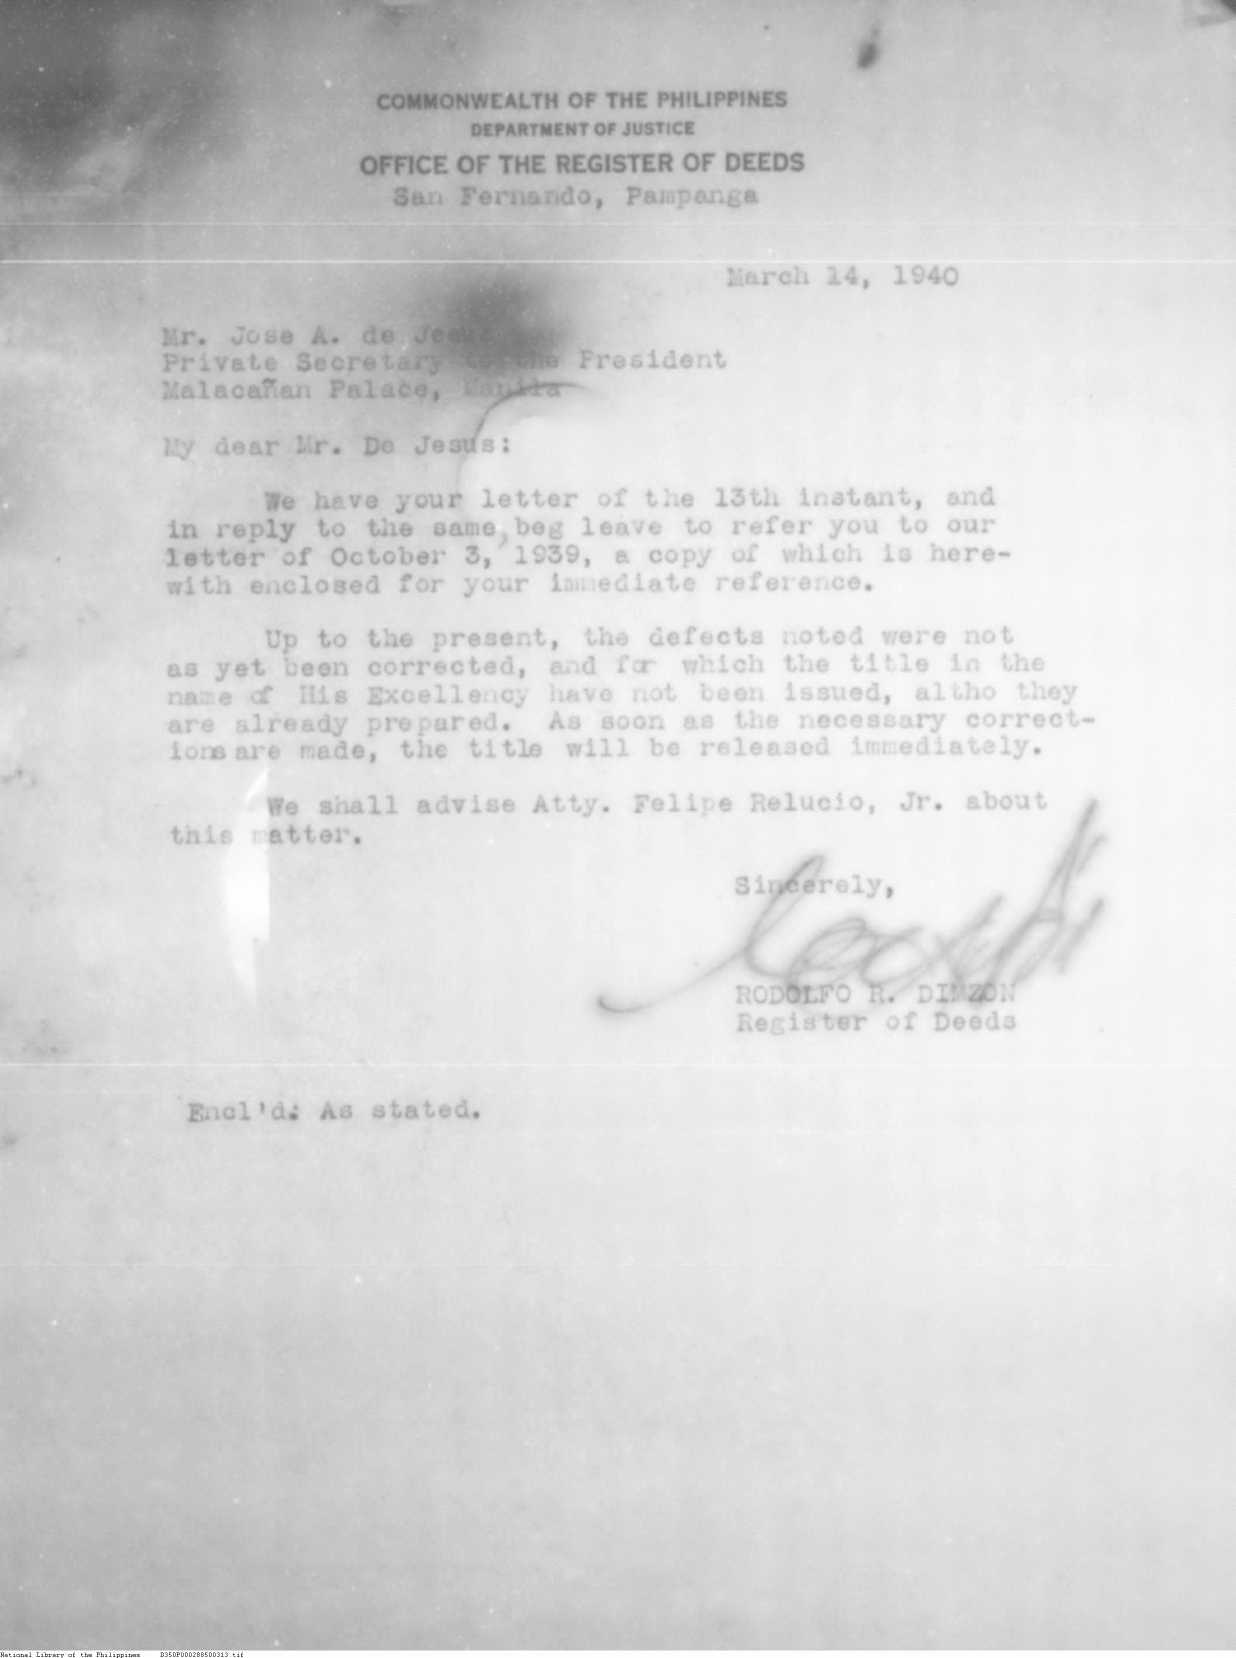 COMMONWEALTH OF THE PHILIPPINES
DEPARTMENT OF JUSTICE
OFFICE OF THE REGISTER OF DEEDS
San Fernando, Pampanga
March 14, 1940
Mr. Jose A. de Jesus
Private Secretary to the President
Malacañan Palace, Manila
My dear Mr. De Jesus:
We have your letter of the 13th instant, and
in reply to the same, beg leave to refer you to our
letter of October 3, 1939, a copy of which is here-
with enclosed for your immediate reference.
Up to the present, the defects noted were not
as yet been corrected, and for which the title in the
name of His Excellency have not been issued, altho they
are already prepared. As soon as the necessary correct-
ions are made, the title will be released immediately.
We shall advise Atty. Felipe Relucio, Jr. about
this matter.
Sincerely,
RODOLFO R. DIMZON
Register of Deeds
Encl'd: As stated.
National Library of the Philippines D350P000288500313.tif